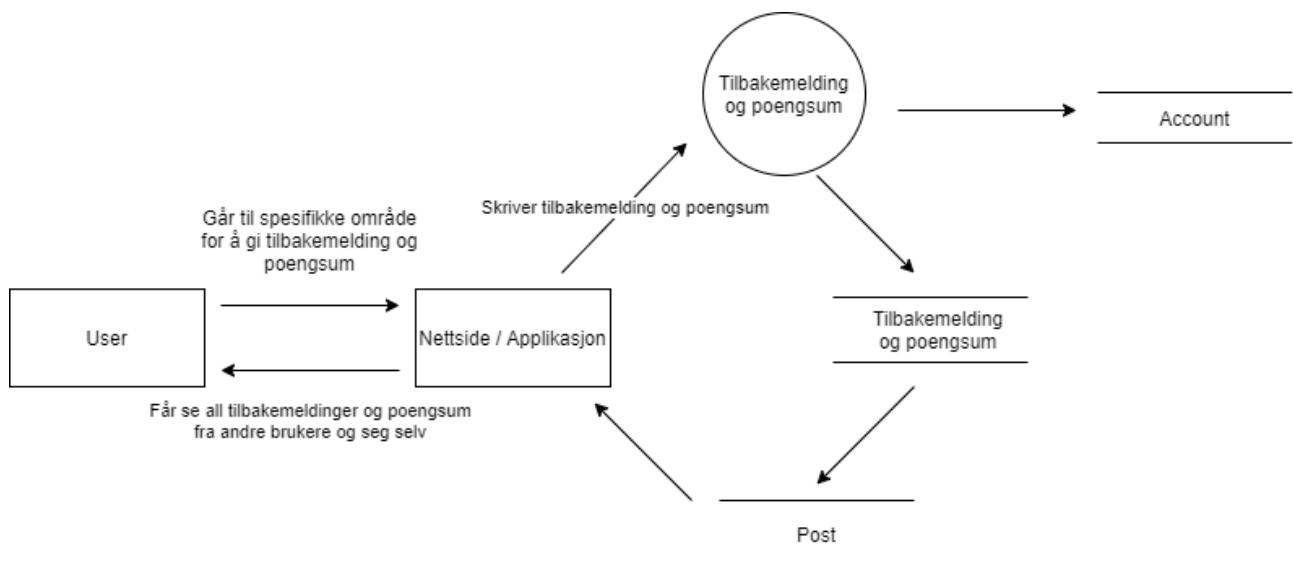 Tilbakemelding
og poengsum
Account
Skriver tilbakemelding og poengsum
Går til spesifikke område
for å gi tilbakemelding og
poengsum
User
Nettside / Applikasjon
Tilbakemelding
og poengsum
Får se all tilbakemeldinger og poengsum
fra andre brukere og seg selv
Post